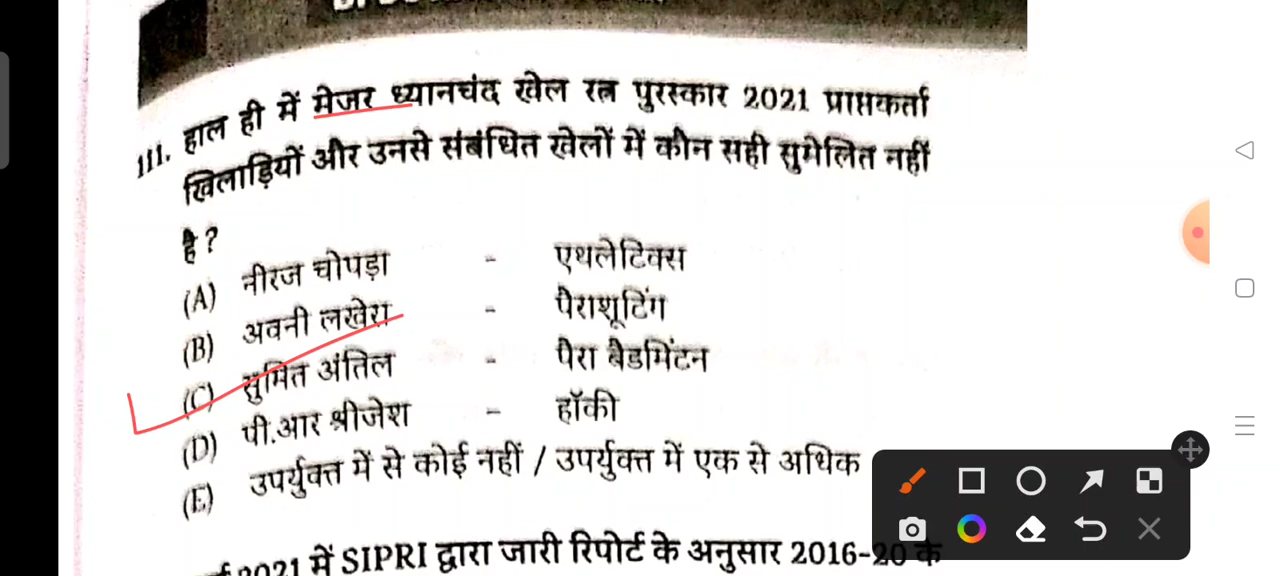 111. हाल ही में मेजर ध्यानचंद खेल रत्न पुरस्कार 2021 प्राप्तकर्ता
खिलाड़ियों और उनसे संबंधित खेलों में कौन सही सुमेलित नहीं
है?
(A) नीरज चोपड़ा - एथलेटिक्स
(B) अवनी लखेरा - पैराशूटिंग
(C) सुमित अंतिल - पैरा बैडमिंटन
(D) पी.आर श्रीजेश - हॉकी
(E) उपर्युक्त में से कोई नहीं / उपर्युक्त में एक से अधिक
2021 में SIPRI द्वारा जारी रिपोर्ट के अनुसार 2016-20 के